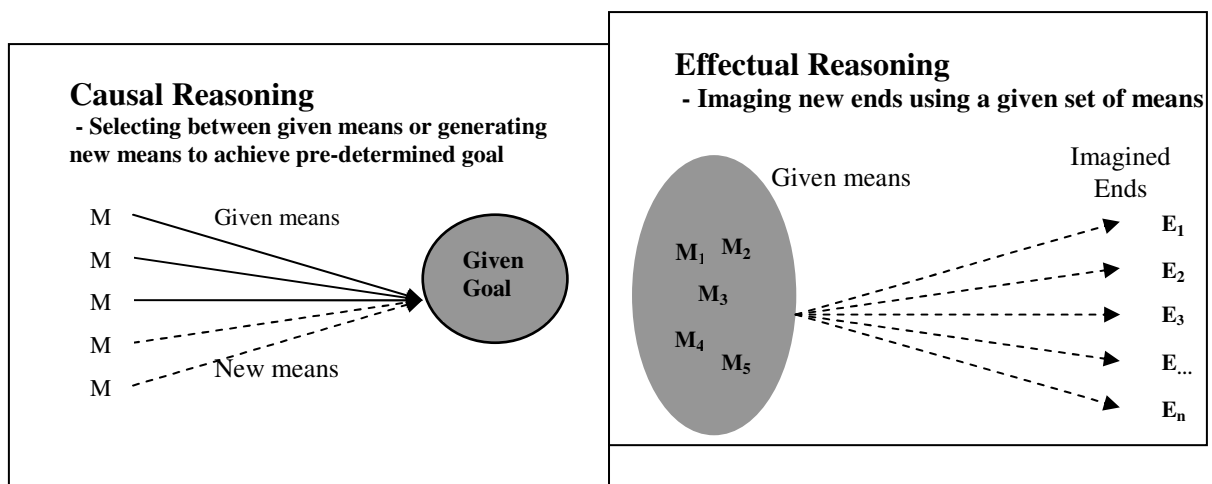 Causal Reasoning
- Selecting between given means or generating
new means to achieve pre-determined goal
M
Given means
M
M
M
M
New means
Given
Goal
Effectual Reasoning
- Imaging new ends using a given set of means
Given means
Imagined
Ends
M₁ M₂
M₃
M₄
M₅
E₁
E₂
E₃
E...
Eₙ